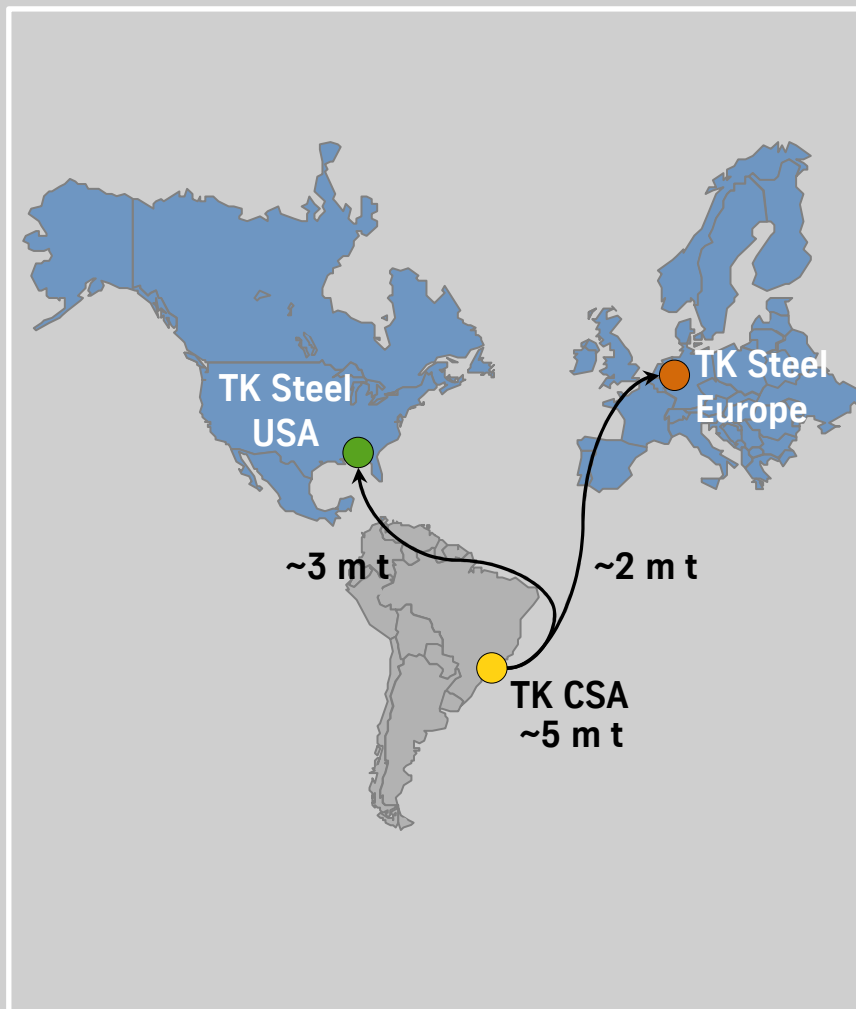 TK Steel
USA
TK Steel
Europe
~3 m t
~2 m t
TK CSA
~5 m t